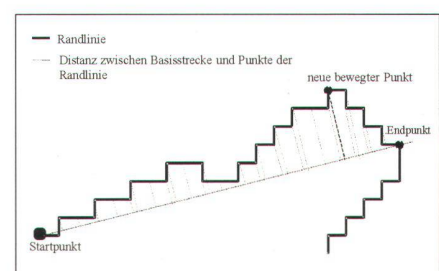 Randlinie
Distanz zwischen Basisstrecke und Punkte der
Randlinie
neue bewegter Punkt
Endpunkt
Startpunkt